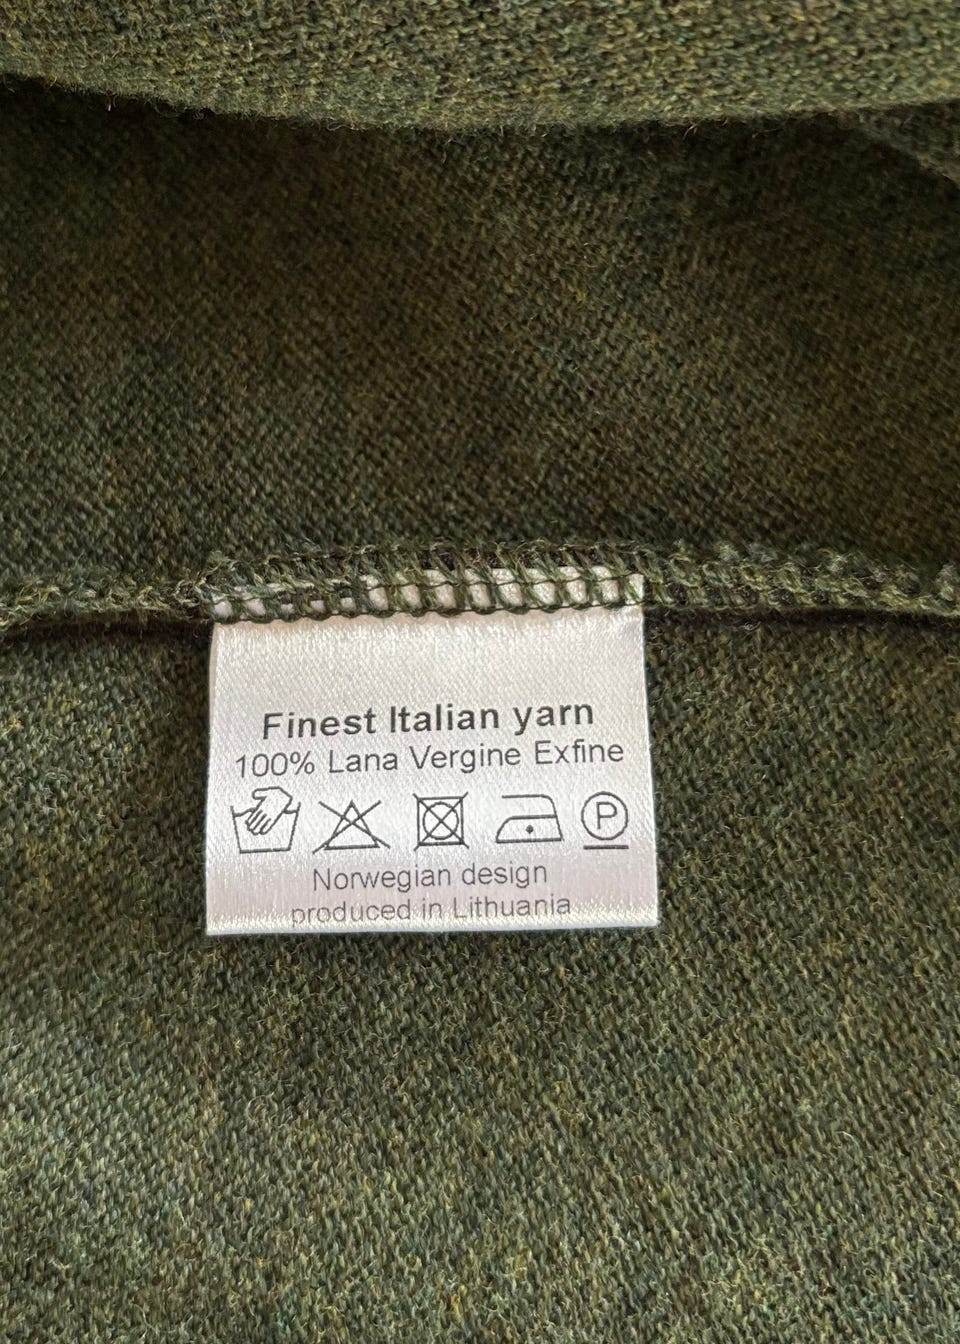 Finest Italian yarn
100% Lana Vergine Exfine
P
Norwegian design
produced in Lithuania